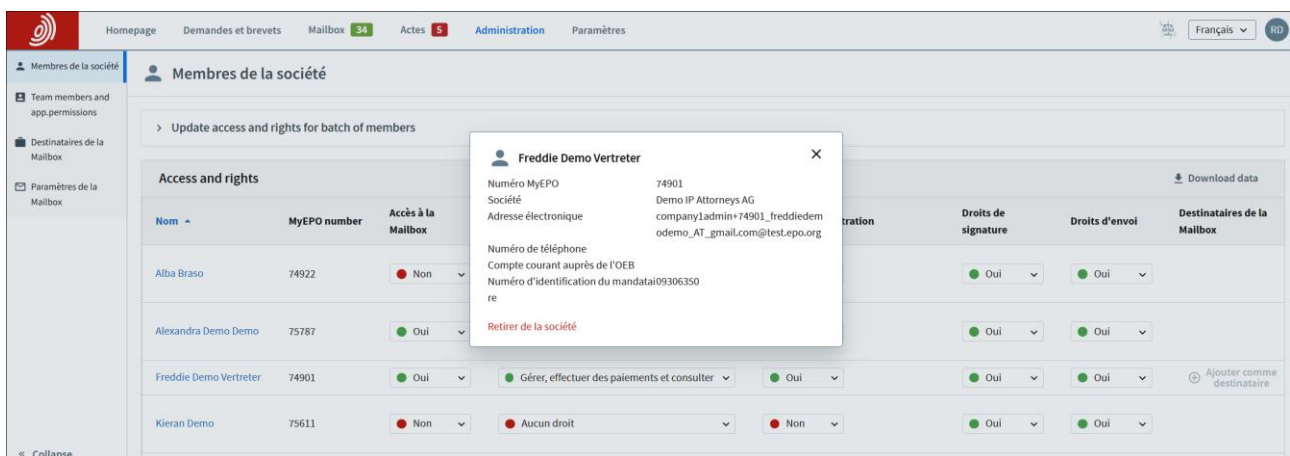 Homepage Demandes et brevets Mailbox 34 Actes 5 Administration Paramètres Français RD
Membres de la société
Team members and
app.permissions
Destinataires de la
Mailbox
Paramètres de la
Mailbox
« Collapse
Membres de la société
Update access and rights for batch of members
Access and rights Download data
Nom MyEPO number Accès à la
Mailbox
tration Droits de
signature
Droits d'envoi Destinataires de la
Mailbox
Alba Braso 74922 Non Oui Oui
Alexandra Demo Demo 75787 Oui Oui Oui
Freddie Demo Vertreter 74901 Oui Gérer, effectuer des paiements et consulter Oui Oui Oui Ajouter comme
destinataire
Kieran Demo 75611 Non Aucun droit Non Oui Oui
Freddie Demo Vertreter
Numéro MyEPO 74901
Société Demo IP Attorneys AG
Adresse électronique company1admin+74901_freddiedem
odemo_AT_gmail.com@test.epo.org
Numéro de téléphone
Compte courant auprès de l'OEB
Numéro d'identification du mandatai09306350
re
Retirer de la société